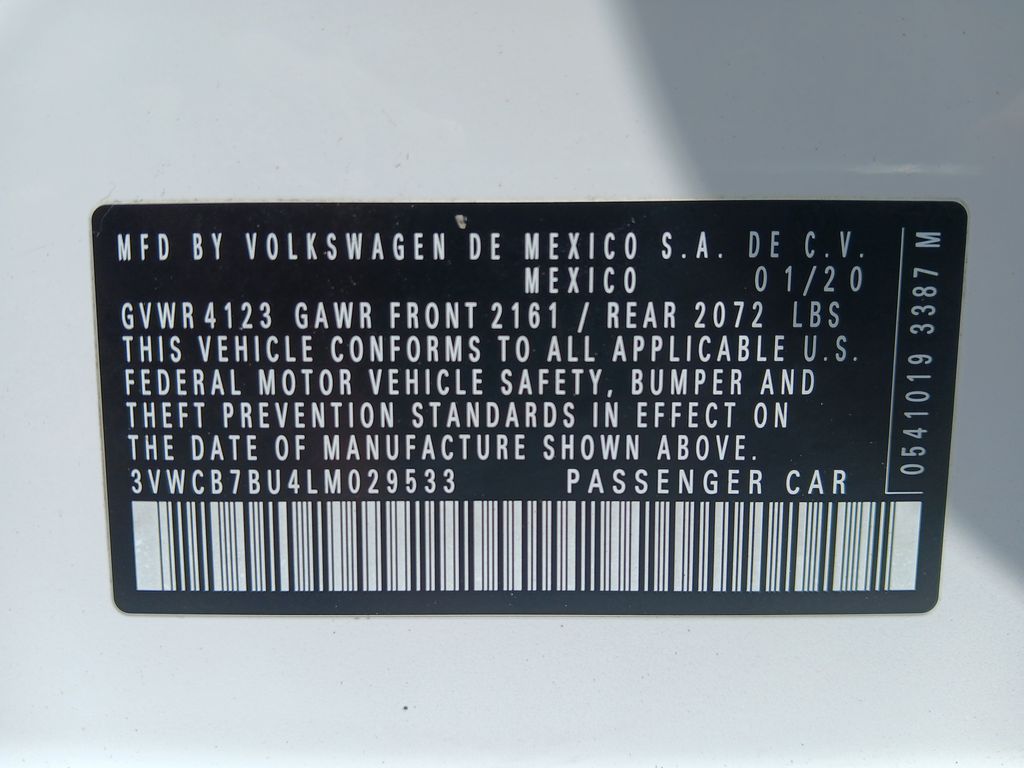 MFD BY VOLKSWAGEN DE MEXICO S.A. DE C.V.
MEXICO 01/20
GVWR 4123 GAWR FRONT 2161 / REAR 2072 LBS
THIS VEHICLE CONFORMS TO ALL APPLICABLE U.S.
FEDERAL MOTOR VEHICLE SAFETY, BUMPER AND
THEFT PREVENTION STANDARDS IN EFFECT ON
THE DATE OF MANUFACTURE SHOWN ABOVE.
3VWCB7BU4LM029533 PASSENGER CAR
0541019 3387 M